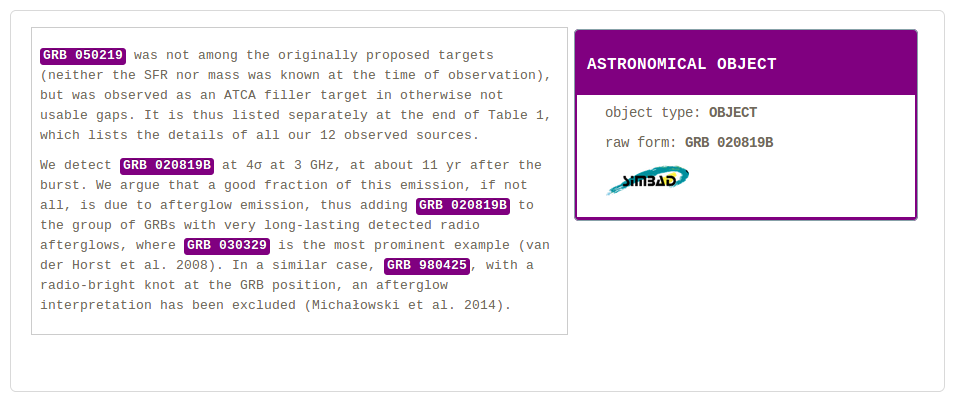 GRB 050219 was not among the originally proposed targets
(neither the SFR nor mass was known at the time of observation),
but was observed as an ATCA filler target in otherwise not
usable gaps. It is thus listed separately at the end of Table 1,
which lists the details of all our 12 observed sources.
We detect GRB 020819B at 4σ at 3 GHz, at about 11 yr after the
burst. We argue that a good fraction of this emission, if not
all, is due to afterglow emission, thus adding GRB 020819B to
the group of GRBs with very long-lasting detected radio
afterglows, where GRB 030329 is the most prominent example (van
der Horst et al. 2008). In a similar case, GRB 980425, with a
radio-bright knot at the GRB position, an afterglow
interpretation has been excluded (Michałowski et al. 2014).
ASTRONOMICAL OBJECT
object type: OBJECT
raw form: GRB 020819B
SIMBAD